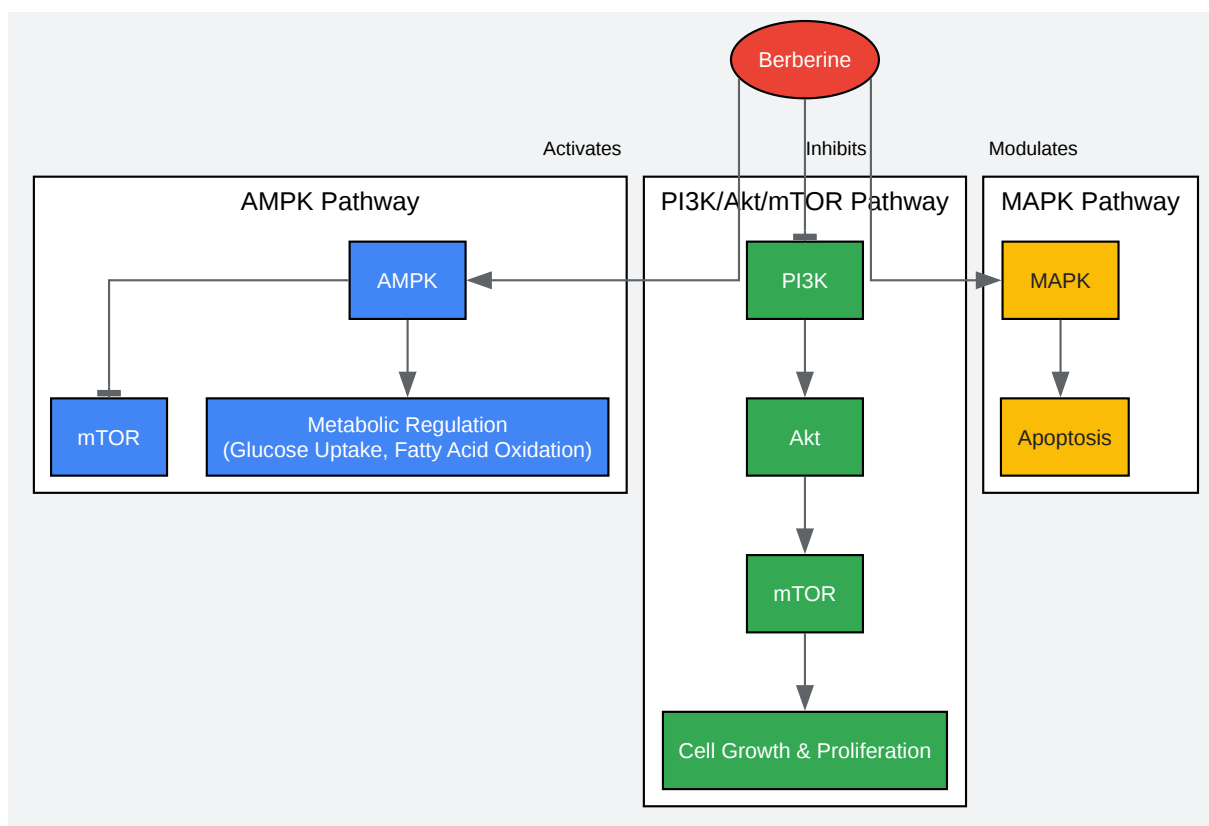 Berberine
Activates
Inhibits
Modulates
AMPK Pathway
PI3K/Akt/mTOR Pathway
MAPK Pathway
AMPK
PI3K
MAPK
mTOR
Metabolic Regulation
(Glucose Uptake, Fatty Acid Oxidation)
Akt
Apoptosis
mTOR
Cell Growth & Proliferation